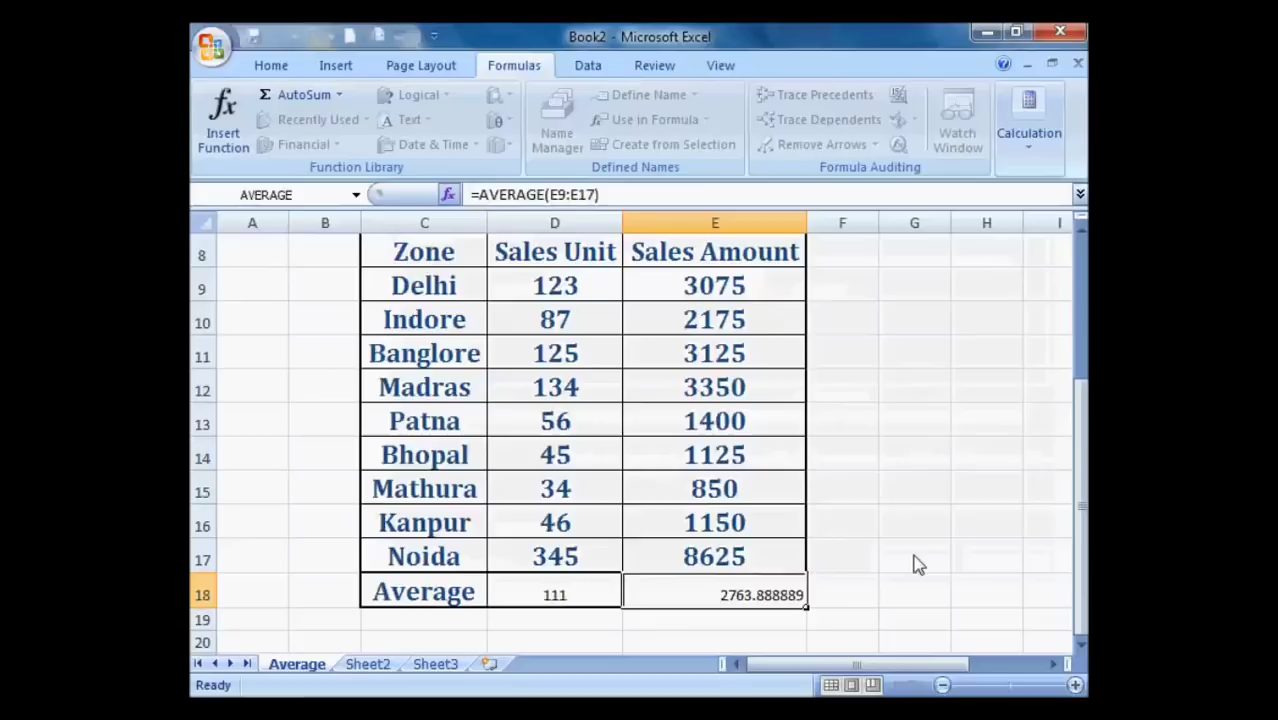 Book2 - Microsoft Excel
Home Insert Page Layout Formulas Data Review View
fx Σ AutoSum Logical Define Name Trace Precedents
Recently Used Text Use in Formula Trace Dependents
Insert Function Financial Date & Time Name Manager Create from Selection Remove Arrows Watch Window Calculation
Function Library Defined Names Formula Auditing
AVERAGE fx =AVERAGE(E9:E17)
A B C D E F G H I
8 Zone Sales Unit Sales Amount
9 Delhi 123 3075
10 Indore 87 2175
11 Banglore 125 3125
12 Madras 134 3350
13 Patna 56 1400
14 Bhopal 45 1125
15 Mathura 34 850
16 Kanpur 46 1150
17 Noida 345 8625
18 Average 111 2763.888889
19
20
Average Sheet2 Sheet3
Ready